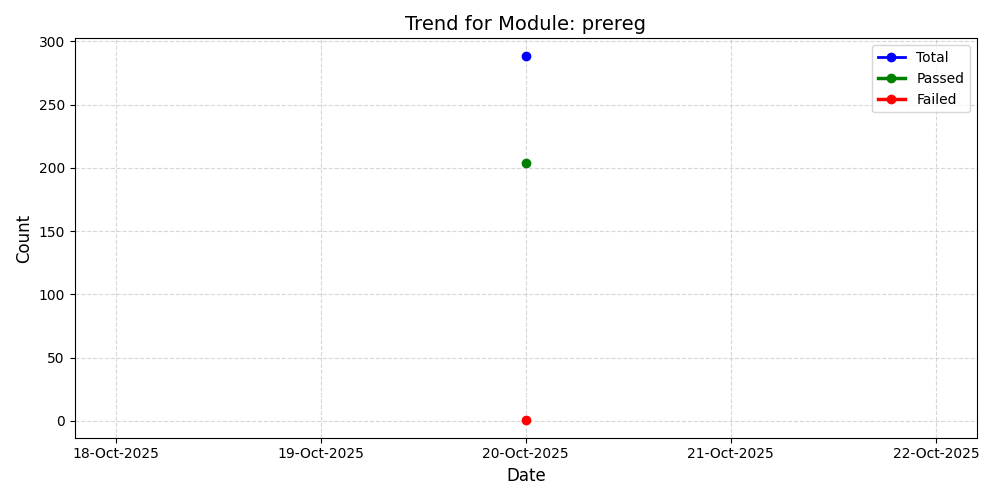 Trend for Module: prereg
Total
Passed
Failed
300
250
200
150
100
50
0
Count
18-Oct-2025
19-Oct-2025
20-Oct-2025
21-Oct-2025
22-Oct-2025
Date